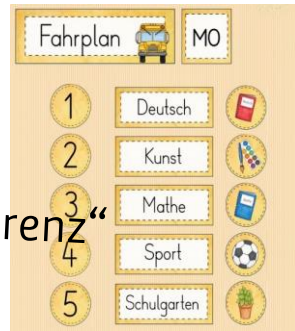 Fahrplan MO
1 Deutsch
2 Kunst
3 Mathe
renz“
4 Sport
5 Schulgarten